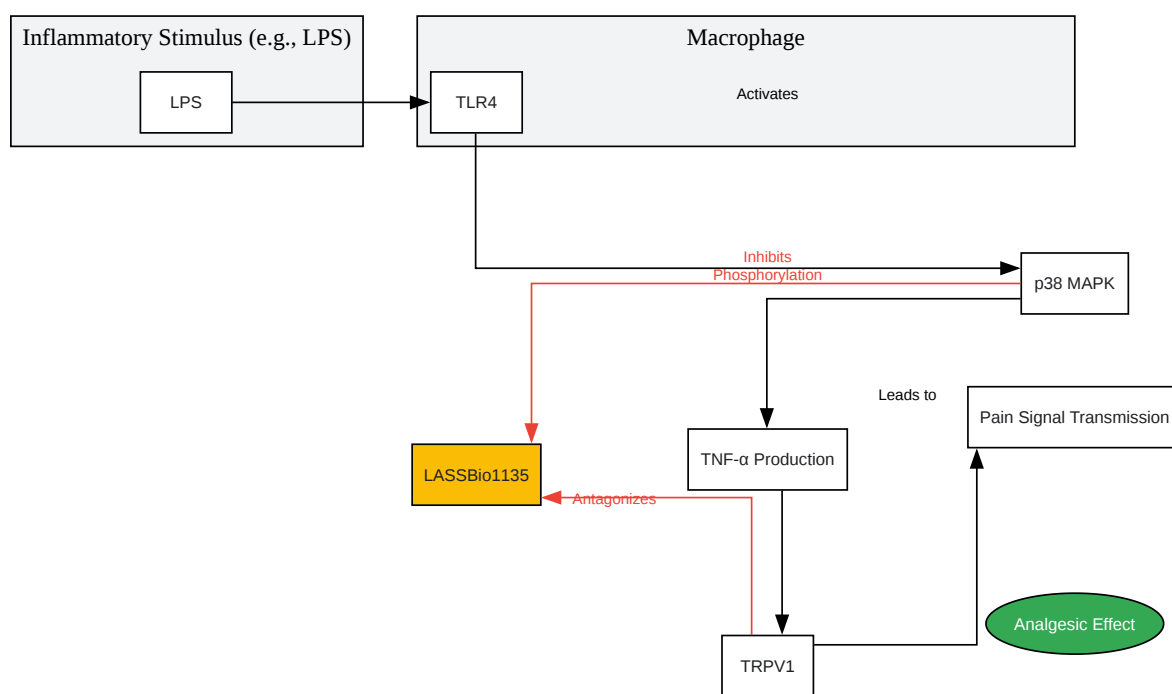 Inflammatory Stimulus (e.g., LPS)
Macrophage
LPS
TLR4
Activates
Inhibits
Phosphorylation
p38 MAPK
Leads to
Pain Signal Transmission
TNF-α Production
LASSBio1135
Antagonizes
Analgesic Effect
TRPV1